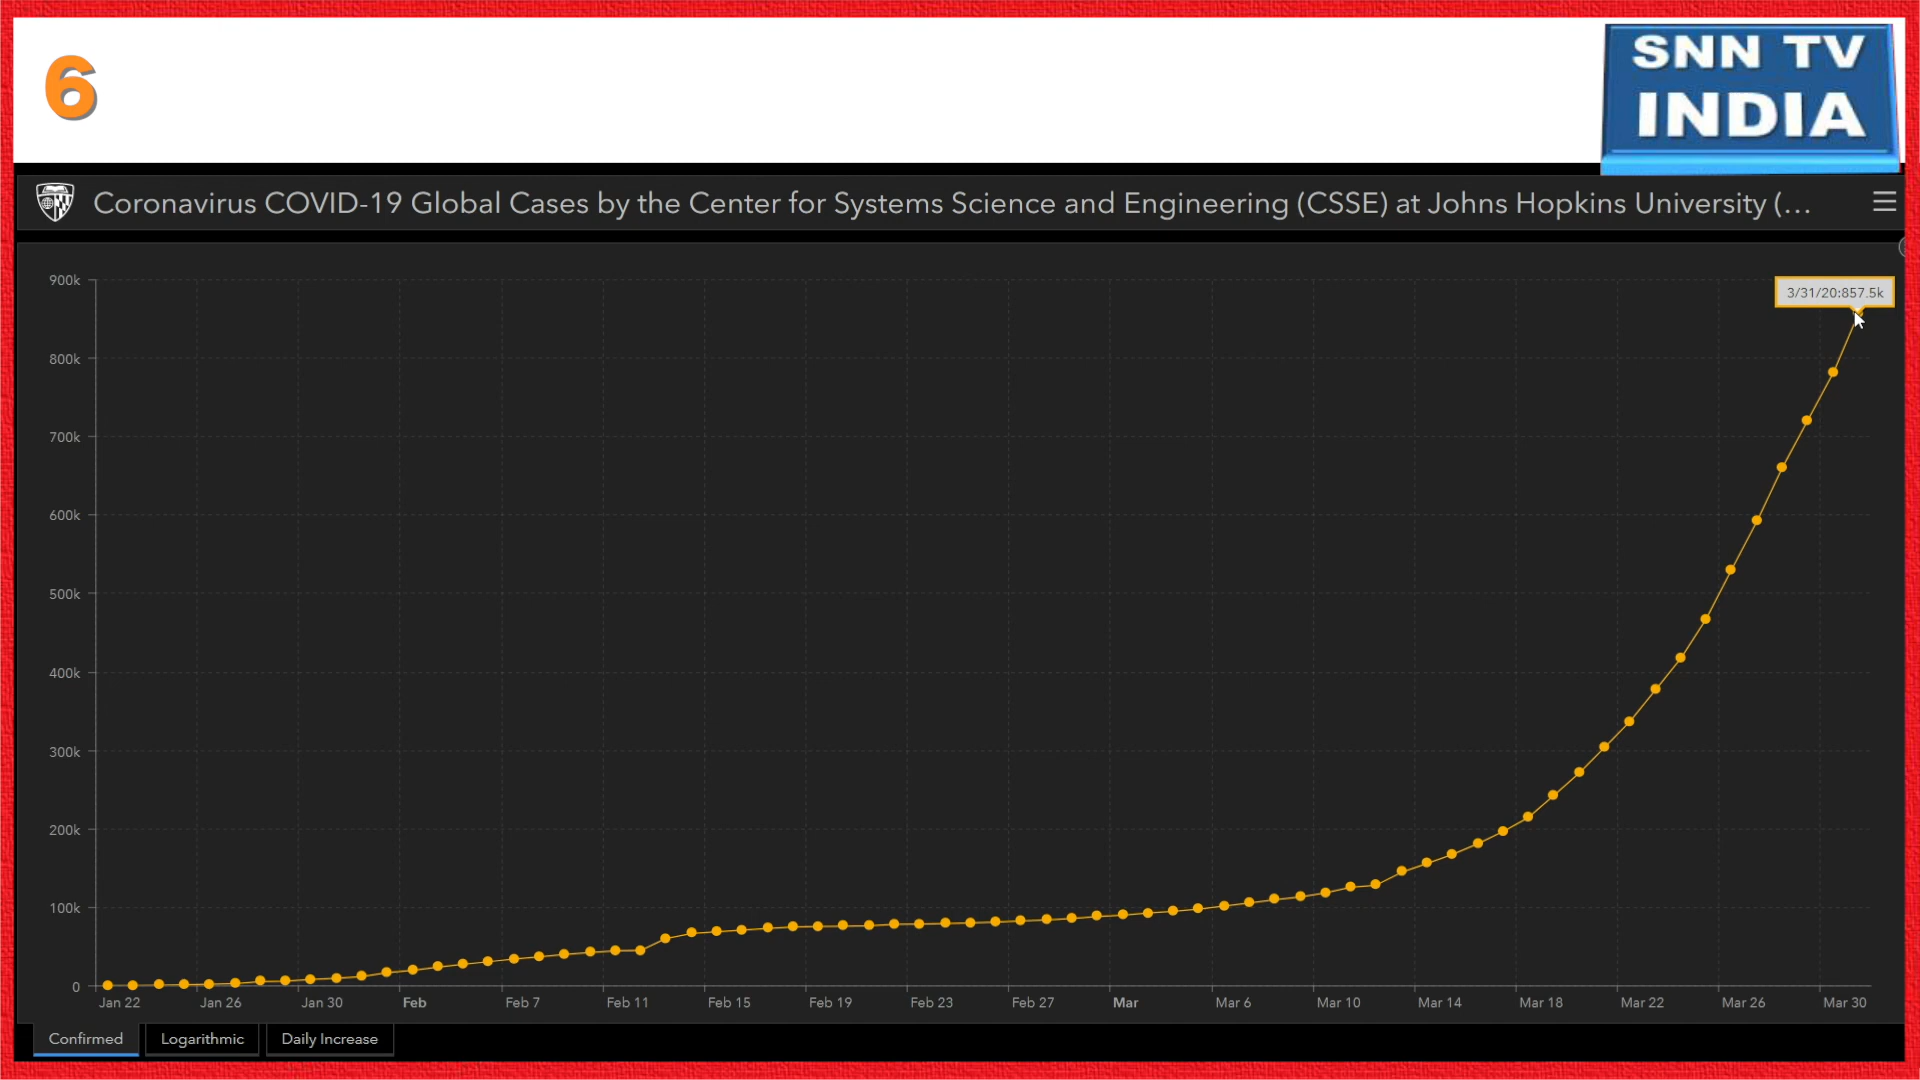 6
SNN TV
INDIA
Coronavirus COVID-19 Global Cases by the Center for Systems Science and Engineering (CSSE) at Johns Hopkins University (...
3/31/20:857.5k
900k
800k
700k
600k
500k
400k
300k
200k
100k
0
Jan 22 Jan 26 Jan 30 Feb Feb 7 Feb 11 Feb 15 Feb 19 Feb 23 Feb 27 Mar Mar 6 Mar 10 Mar 14 Mar 18 Mar 22 Mar 26 Mar 30
Confirmed Logarithmic Daily Increase